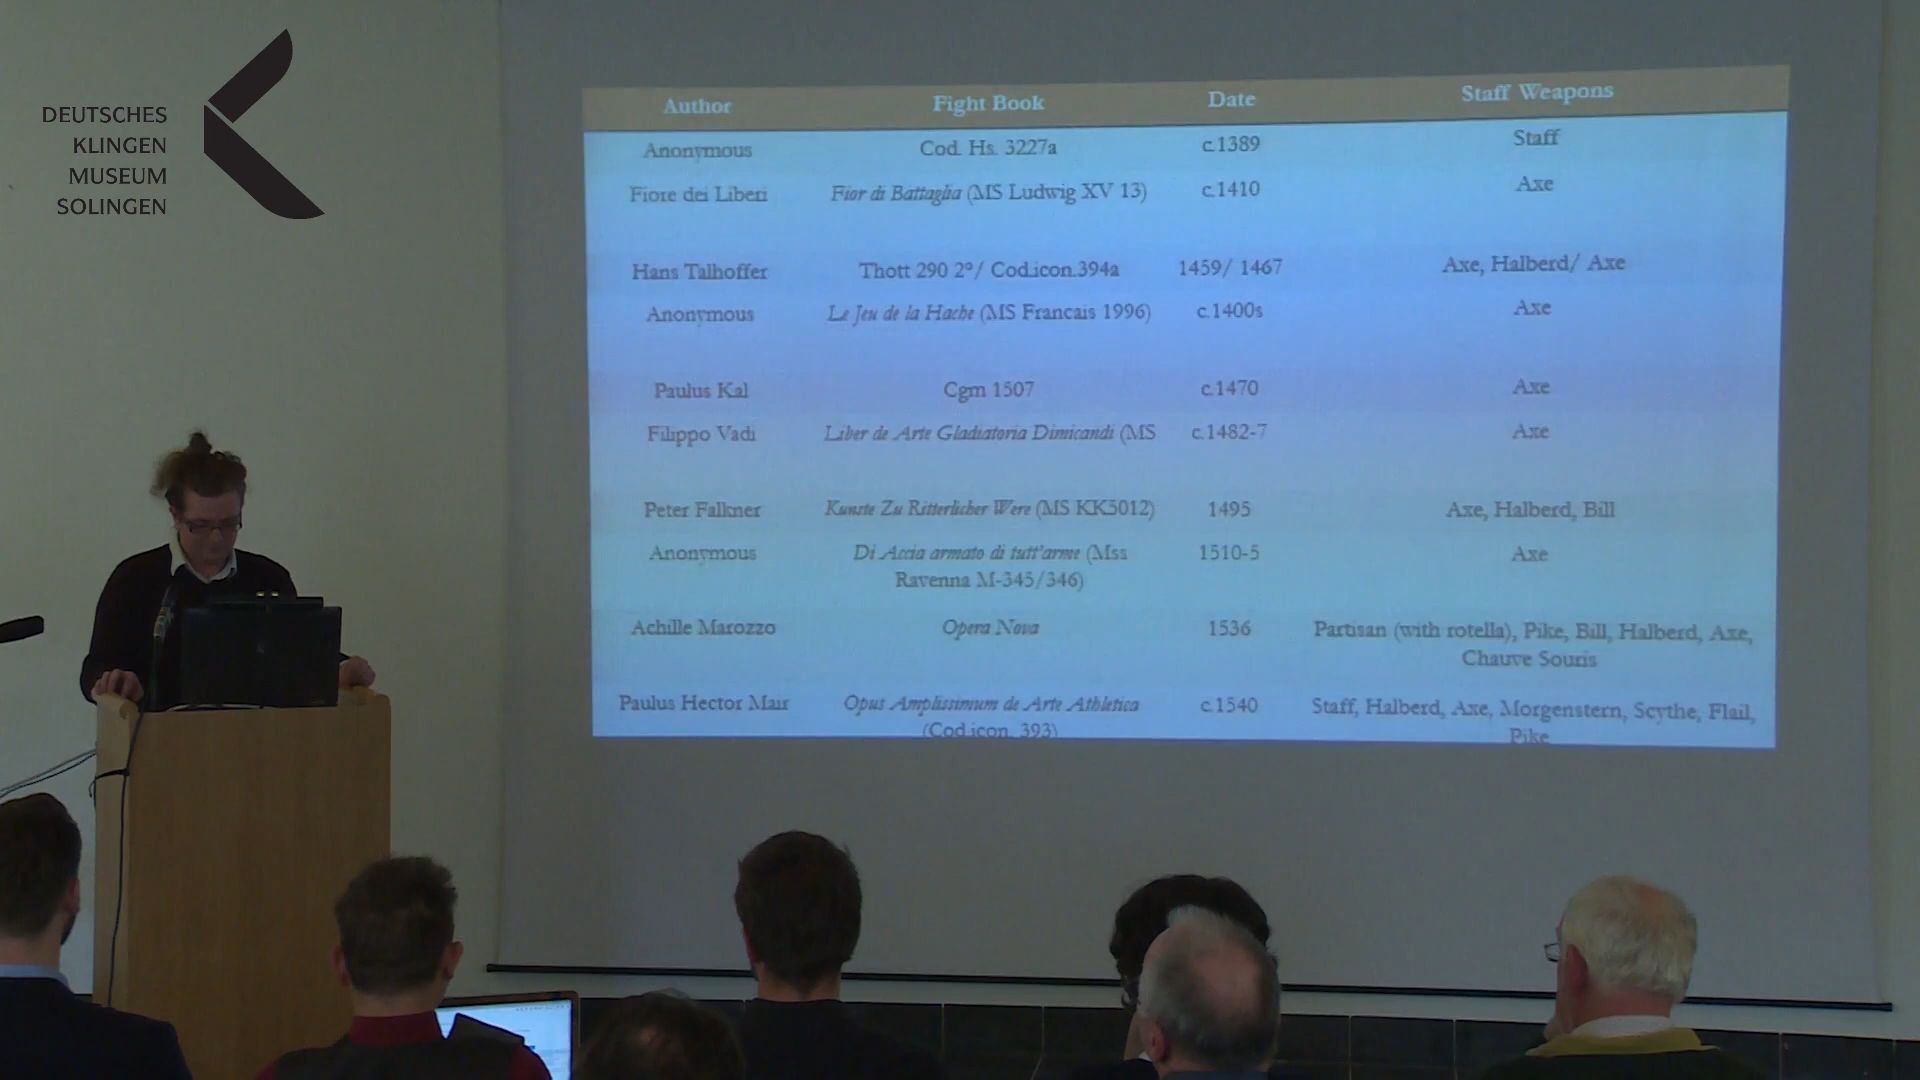 DEUTSCHES
KLINGEN
MUSEUM
SOLINGEN
Author Fight Book Date Staff Weapons
Anonymous Cod. Hs. 3227a c.1389 Staff
Fiore dei Liberi Fior di Battaglia (MS Ludwig XV 13) c.1410 Axe
Hans Talhoffer Thott 290 2°/ Cod.icon.394a 1459/ 1467 Axe, Halberd/ Axe
Anonymous Le Jeu de la Hache (MS Francais 1996) c.1400s Axe
Paulus Kal Cgm 1507 c.1470 Axe
Filippo Vadi Liber de Arte Gladiatoria Dimicandi (MS c.1482-7 Axe
Peter Falkner Kunste Zu Ritterlicher Were (MS KK5012) 1495 Axe, Halberd, Bill
Anonymous Di Accia armato di tutt'arme (Mss 1510-5 Axe
Ravenna M-345/346)
Achille Marozzo Opera Nova 1536 Partisan (with rotella), Pike, Bill, Halberd, Axe,
Chauve Souris
Paulus Hector Mair Opus Amplissimum de Arte Athletica c.1540 Staff, Halberd, Axe, Morgenstern, Scythe, Flail,
(Cod.icon. 393) Pike